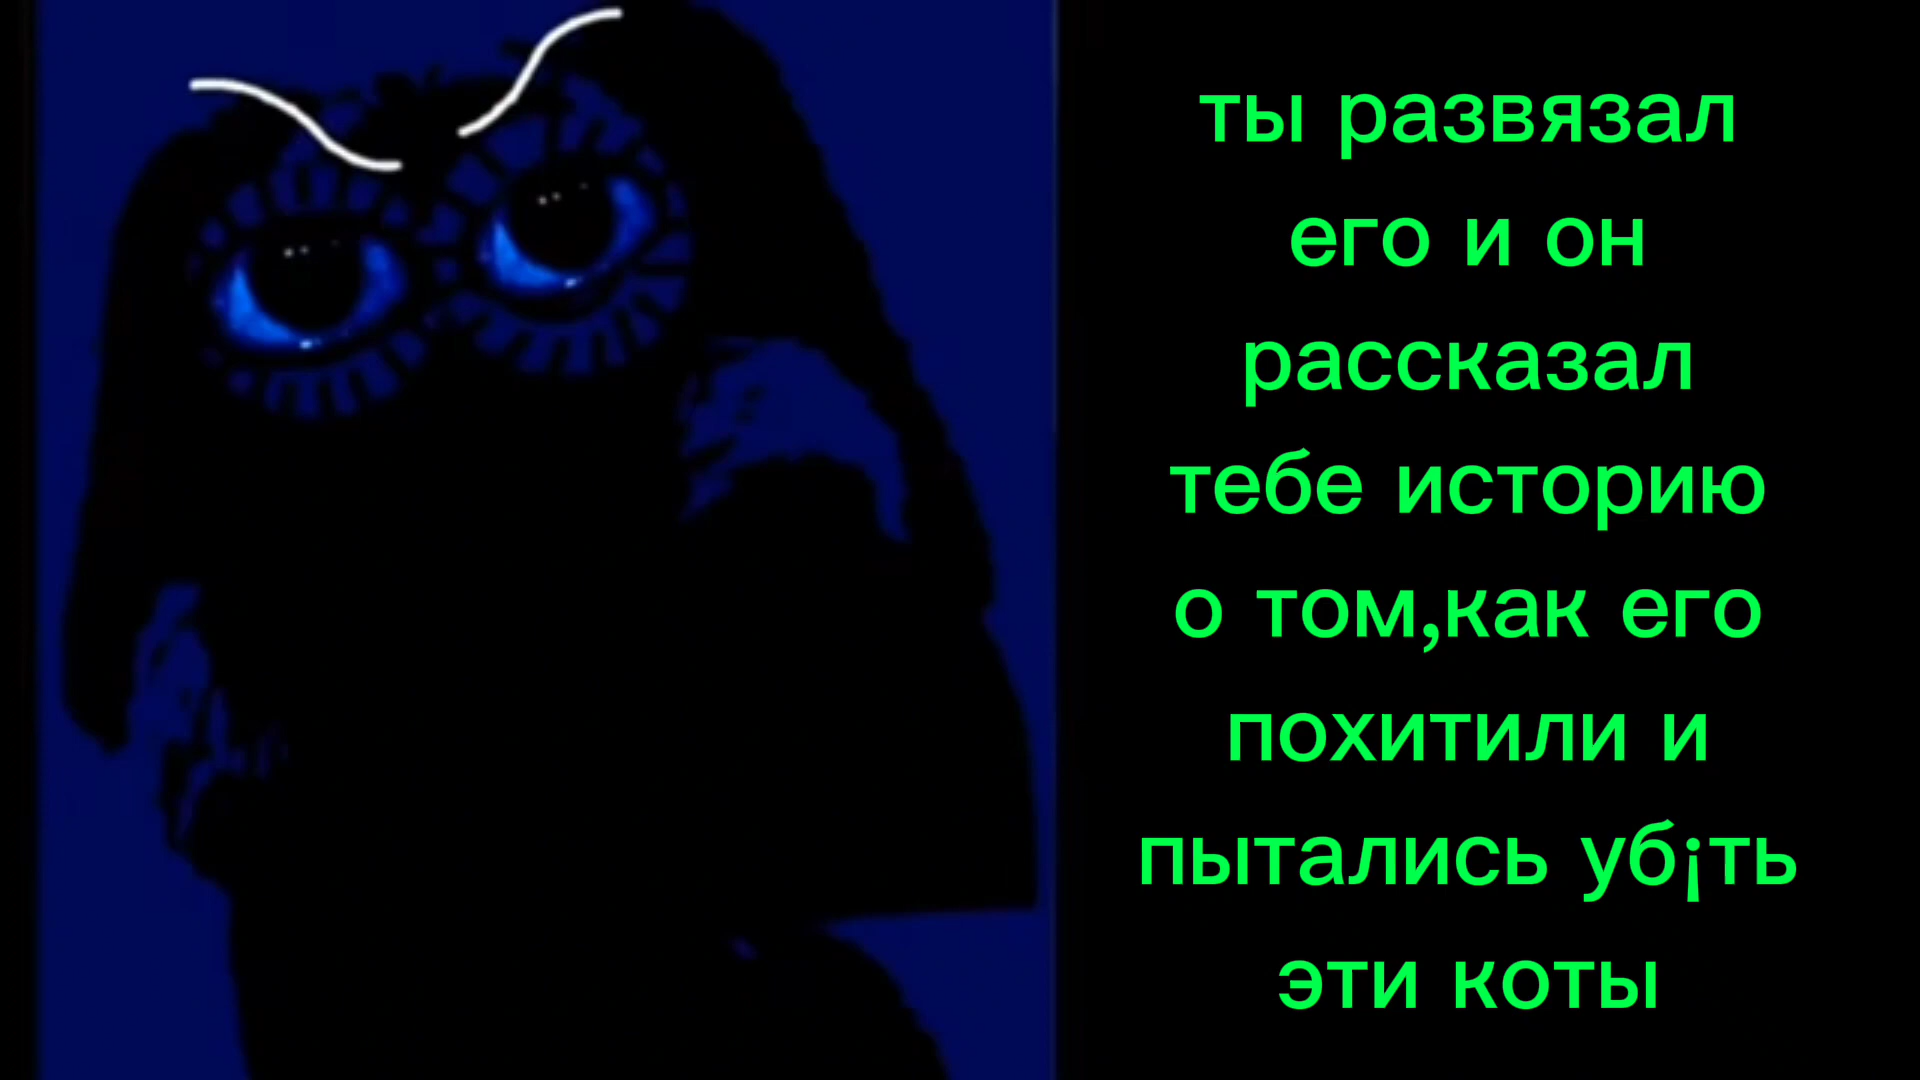 ты развязал
его и он
рассказал
тебе историю
о том,как его
похитили и
пытались уб¡ть
эти коты